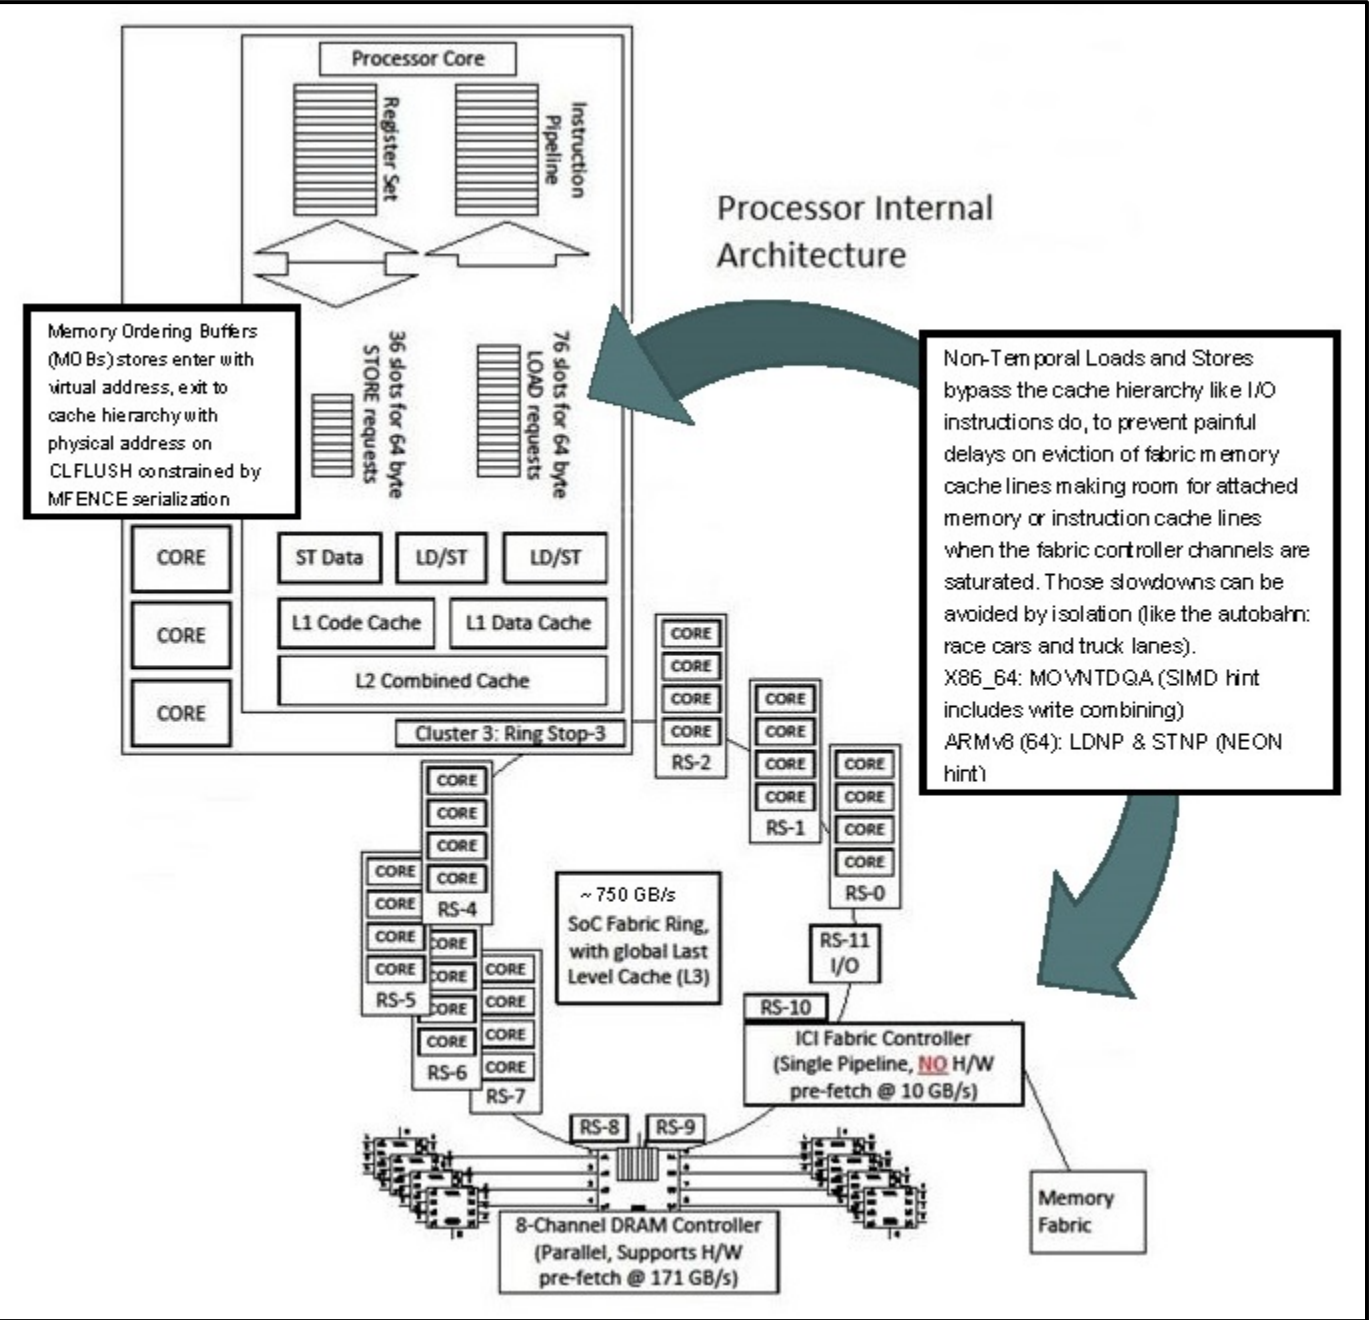 Processor Core
Register Set
Instruction
Pipeline
Processor Internal
Architecture
Memory Ordering Buffers
(MOBs) stores enter with
virtual address, exit to
cache hierarchy with
physical address on
CLFLUSH constrained by
MFENCE serialization
36 slots for 64 byte
STORE requests
76 slots for 64 byte
LOAD requests
Non-Temporal Loads and Stores
bypass the cache hierarchy like I/O
instructions do, to prevent painful
delays on eviction of fabric memory
cache lines making room for attached
memory or instruction cache lines
when the fabric controller channels are
saturated. Those slowdowns can be
avoided by isolation (like the autobahn:
race cars and truck lanes).
X86_64: MOVNTDQA (SIMD hint
includes write combining)
ARMv8 (64): LDNP & STNP (NEON
hint)
CORE
CORE
CORE
ST Data
LD/ST
LD/ST
L1 Code Cache
L1 Data Cache
L2 Combined Cache
Cluster 3: Ring Stop-3
CORE
CORE
CORE
CORE
RS-2
CORE
CORE
CORE
CORE
RS-1
CORE
CORE
CORE
CORE
RS-0
CORE
CORE
CORE
CORE
RS-4
CORE
CORE
CORE
CORE
RS-5
CORE
CORE
CORE
CORE
RS-6
CORE
CORE
CORE
CORE
RS-7
~ 750 GB/s
SoC Fabric Ring,
with global Last
Level Cache (L3)
RS-11
I/O
RS-10
ICI Fabric Controller
(Single Pipeline, NO H/W
pre-fetch @ 10 GB/s)
RS-8
RS-9
8-Channel DRAM Controller
(Parallel, Supports H/W
pre-fetch @ 171 GB/s)
Memory
Fabric